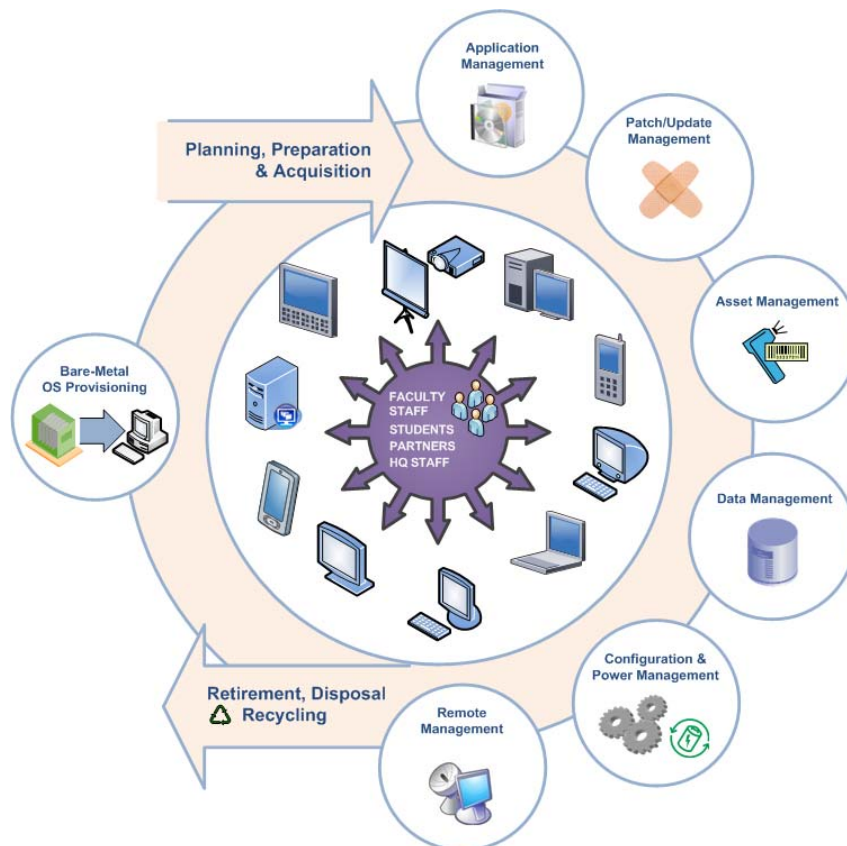 Application
Management
Planning, Preparation
& Acquisition
Patch/Update
Management
Asset Management
Bare-Metal
OS Provisioning
FACULTY
STAFF
STUDENTS
PARTNERS
HQ STAFF
Data Management
Configuration &
Power Management
Retirement, Disposal
Recycling
Remote
Management